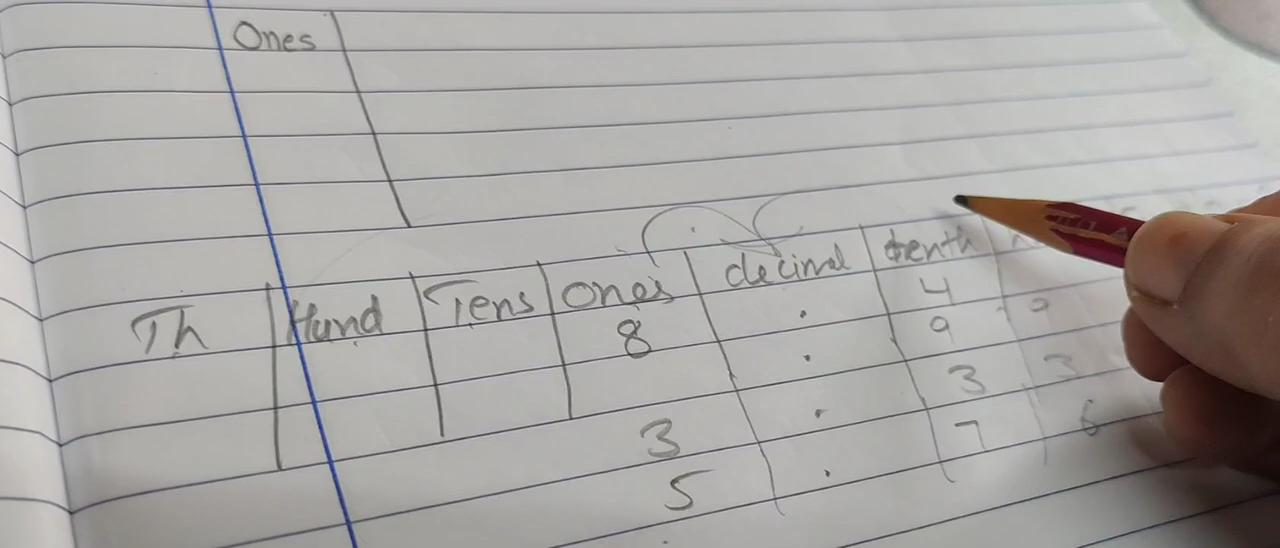 Ones
Th Hund Tens Ones decimal tenth
8 . 4
. 9
3 . 3 3
5 . 7 6